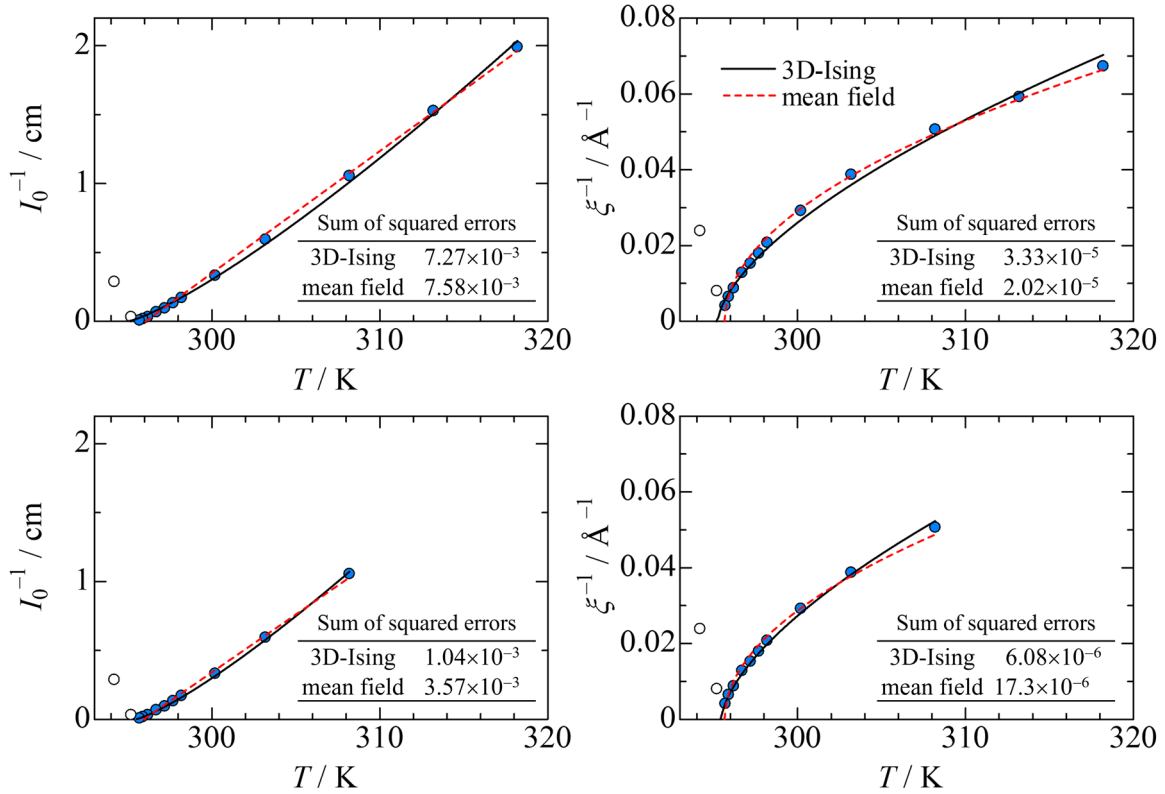 2
1
0
I₀⁻¹ / cm
300
310
320
T / K
Sum of squared errors
3D-Ising 7.27×10⁻³
mean field 7.58×10⁻³
0.08
0.06
0.04
0.02
0
ξ⁻¹ / Å⁻¹
300
310
320
T / K
3D-Ising
mean field
Sum of squared errors
3D-Ising 3.33×10⁻⁵
mean field 2.02×10⁻⁵
2
1
0
I₀⁻¹ / cm
300
310
320
T / K
Sum of squared errors
3D-Ising 1.04×10⁻³
mean field 3.57×10⁻³
0.08
0.06
0.04
0.02
0
ξ⁻¹ / Å⁻¹
300
310
320
T / K
Sum of squared errors
3D-Ising 6.08×10⁻⁶
mean field 17.3×10⁻⁶